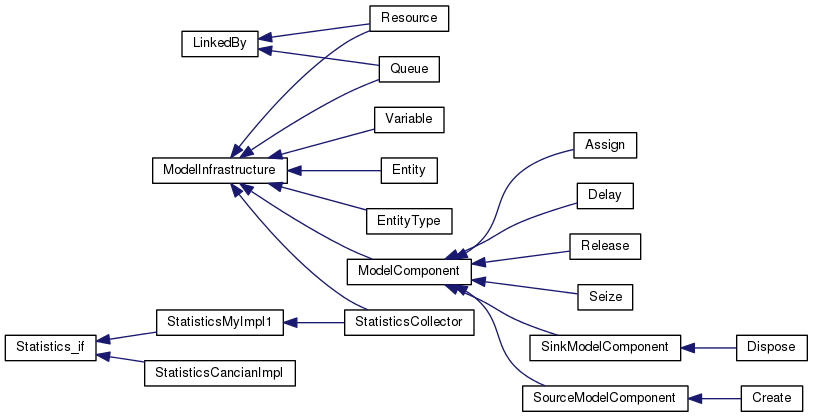 Resource
LinkedBy
Queue
Variable
Assign
ModelInfrastructure
Entity
Delay
EntityType
Release
ModelComponent
Seize
StatisticsMyImpl1
StatisticsCollector
Statistics_if
SinkModelComponent
Dispose
StatisticsCancianImpl
SourceModelComponent
Create